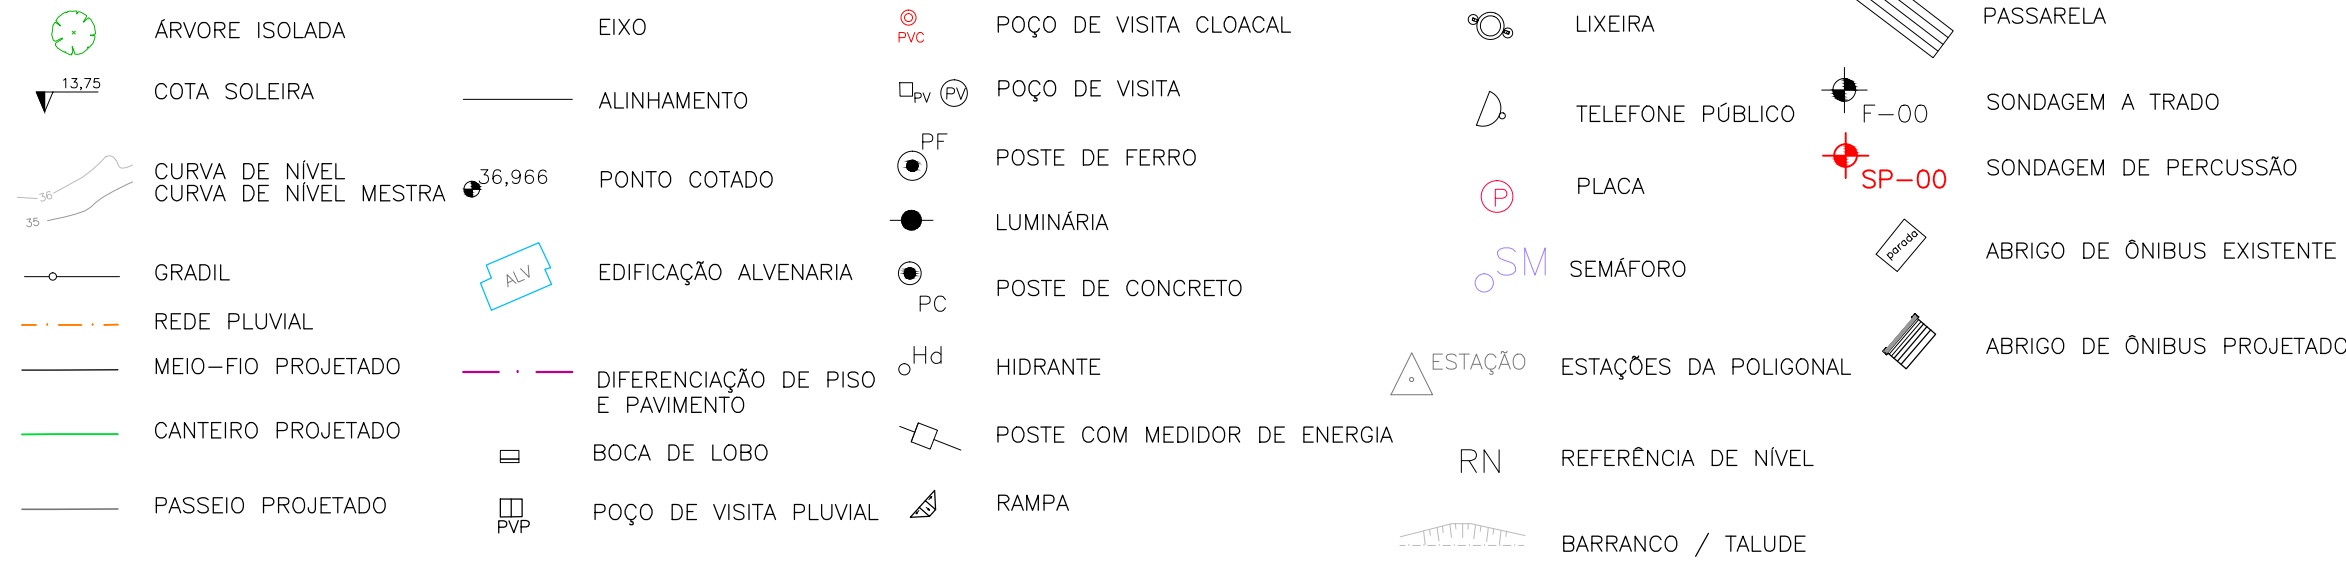 ÁRVORE ISOLADA
13,75
COTA SOLEIRA
CURVA DE NÍVEL
36
CURVA DE NÍVEL MESTRA
35
GRADIL
REDE PLUVIAL
MEIO-FIO PROJETADO
CANTEIRO PROJETADO
PASSEIO PROJETADO
EIXO
ALINHAMENTO
36,966
PONTO COTADO
ALV
EDIFICAÇÃO ALVENARIA
DIFERENCIAÇÃO DE PISO
E PAVIMENTO
BOCA DE LOBO
PVP
POÇO DE VISITA PLUVIAL
PVC
POÇO DE VISITA CLOACAL
PV PV
POÇO DE VISITA
PF
POSTE DE FERRO
LUMINÁRIA
PC
POSTE DE CONCRETO
Hd
HIDRANTE
POSTE COM MEDIDOR DE ENERGIA
RAMPA
LIXEIRA
TELEFONE PÚBLICO
P
PLACA
SM
SEMÁFORO
ESTAÇÃO
ESTAÇÕES DA POLIGONAL
RN
REFERÊNCIA DE NÍVEL
BARRANCO / TALUDE
PASSARELA
F-00
SONDAGEM A TRADO
SP-00
SONDAGEM DE PERCUSSÃO
parada
ABRIGO DE ÔNIBUS EXISTENTE
ABRIGO DE ÔNIBUS PROJETADO